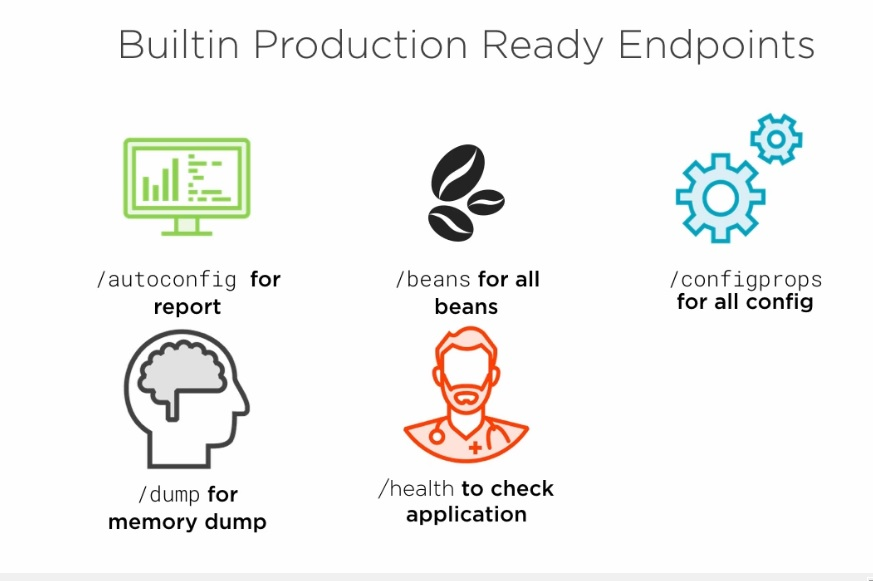 Builtin Production Ready Endpoints
/autoconfig for
report
/beans for all
beans
/configprops
for all config
/dump for
memory dump
/health to check
application